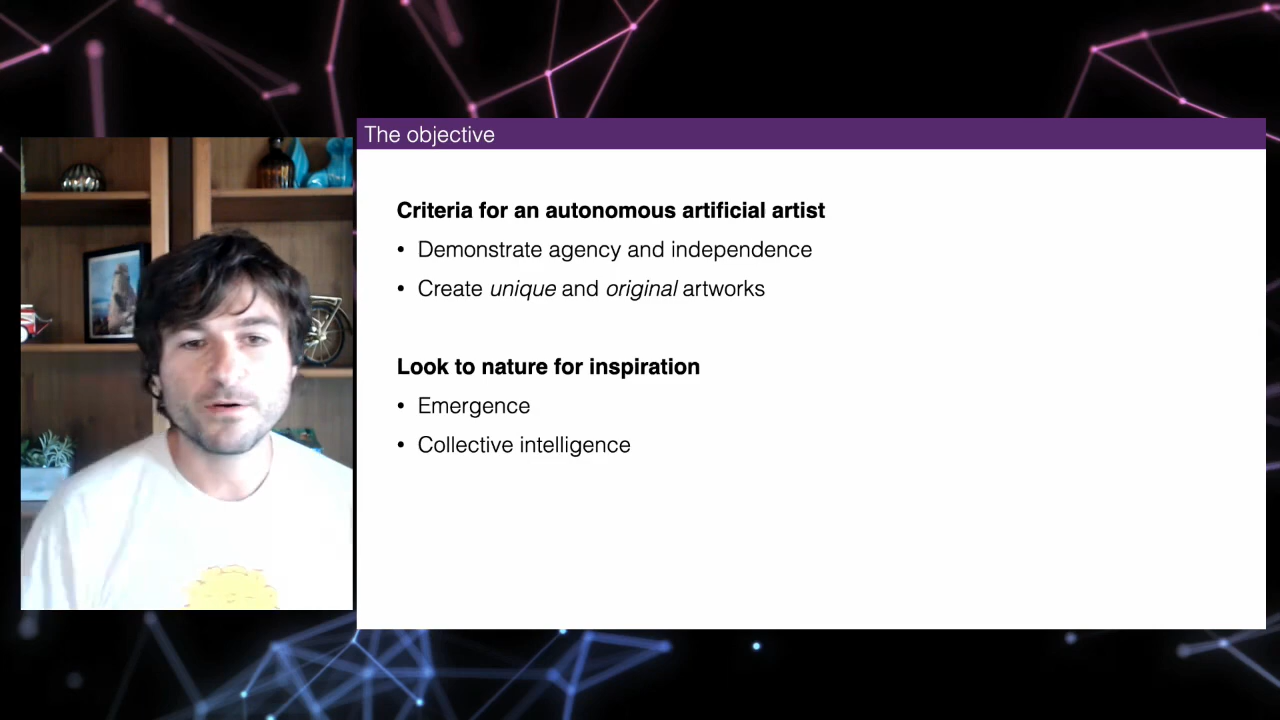 The objective
Criteria for an autonomous artificial artist
• Demonstrate agency and independence
• Create unique and original artworks
Look to nature for inspiration
• Emergence
• Collective intelligence